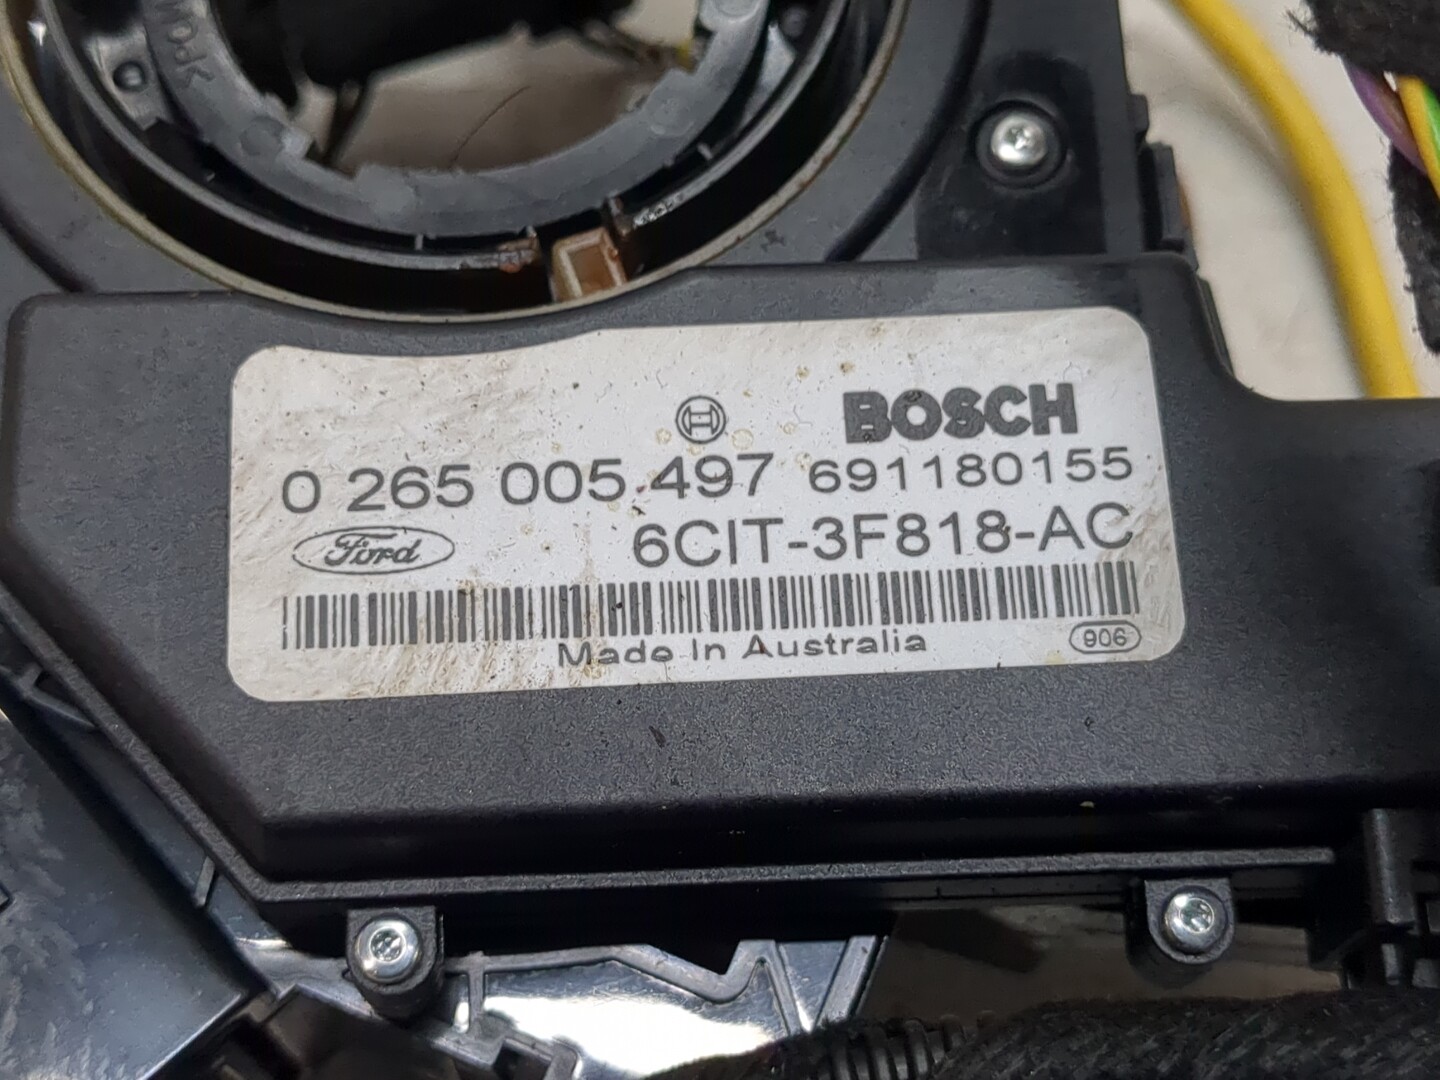 BOSCH
0 265 005 497 691180155
Ford 6CIT-3F818-AC
Made In Australia 906